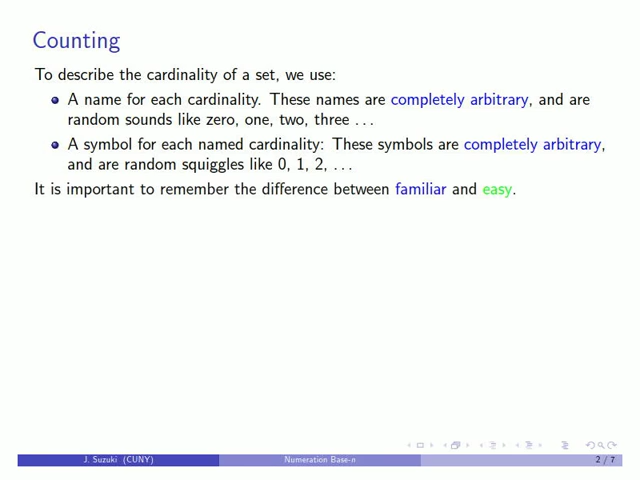 Counting
To describe the cardinality of a set, we use:
A name for each cardinality. These names are completely arbitrary, and are
random sounds like zero, one, two, three . . .
A symbol for each named cardinality: These symbols are completely arbitrary,
and are random squiggles like 0, 1, 2, . . .
It is important to remember the difference between familiar and easy.
J. Suzuki (CUNY) Numeration Base-n 2 / 7